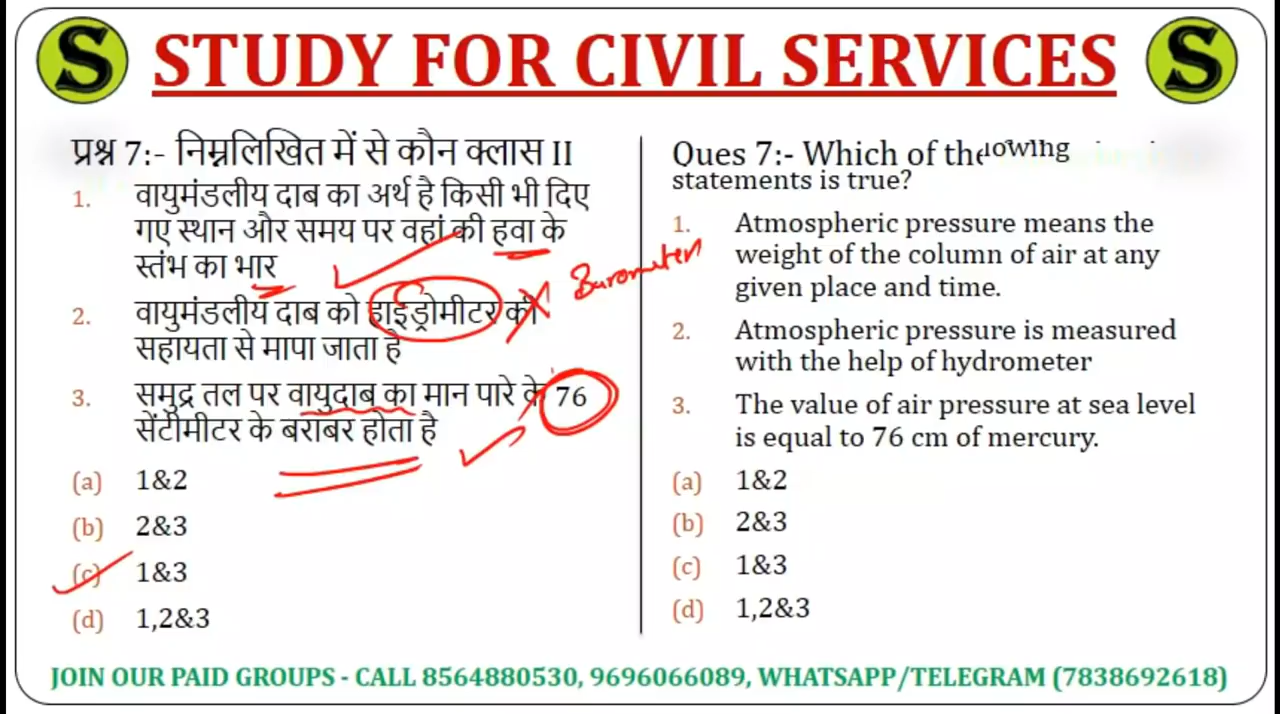 S STUDY FOR CIVIL SERVICES S
प्रश्न 7:- निम्नलिखित में से कौन क्लास II
1. वायुमंडलीय दाब का अर्थ है किसी भी दिए
गए स्थान और समय पर वहां की हवा के
स्तंभ का भार
2. वायुमंडलीय दाब को हाइड्रोमीटर की
सहायता से मापा जाता है
Barometer
3. समुद्र तल पर वायुदाब का मान पारे के 76
सेंटीमीटर के बराबर होता है
(a) 1&2
(b) 2&3
(c) 1&3
(d) 1,2&3
Ques 7:- Which of the
statements is true?
1. Atmospheric pressure means the
weight of the column of air at any
given place and time.
2. Atmospheric pressure is measured
with the help of hydrometer
3. The value of air pressure at sea level
is equal to 76 cm of mercury.
(a) 1&2
(b) 2&3
(c) 1&3
(d) 1,2&3
JOIN OUR PAID GROUPS - CALL 8564880530, 9696066089, WHATSAPP/TELEGRAM (7838692618)